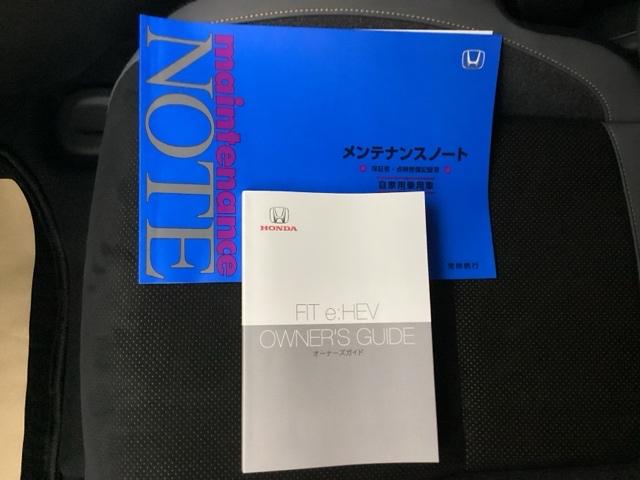 maintenance
NOTE
メンテナンスノート
保証書・点検整備記録簿
自家用乗用車
HONDA
FIT e:HEV
OWNER'S GUIDE
オーナーズガイド